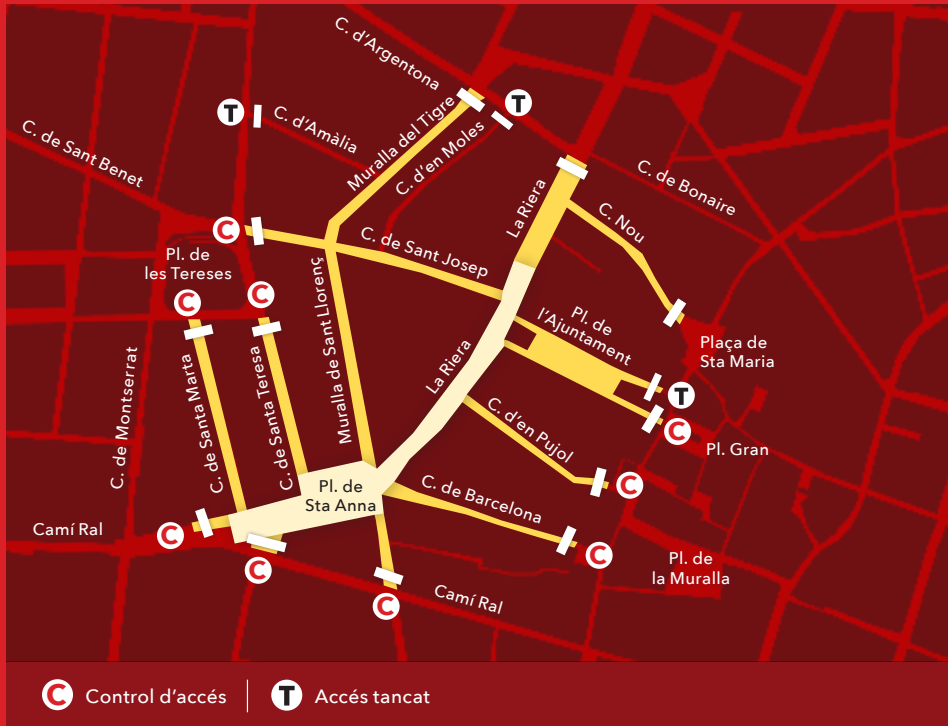 C. d'Argentona
T
T
C. d'Amàlia
Muralla del Tigre
C. d'en Moles
C. de Sant Benet
C. de Bonaire
La Riera
C. Nou
C
Pl. de
les Tereses
C. de Sant Josep
C
C
Muralla de Sant Llorenç
Pl. de
l'Ajuntament
Plaça de
Sta Maria
La Riera
T
C. de Montserrat
C. de Santa Marta
C. de Santa Teresa
C
Pl. Gran
C. d'en Pujol
C
Pl. de
Sta Anna
C. de Barcelona
Camí Ral
C
C
C
Pl. de
la Muralla
C
Camí Ral
C Control d'accés
T Accés tancat